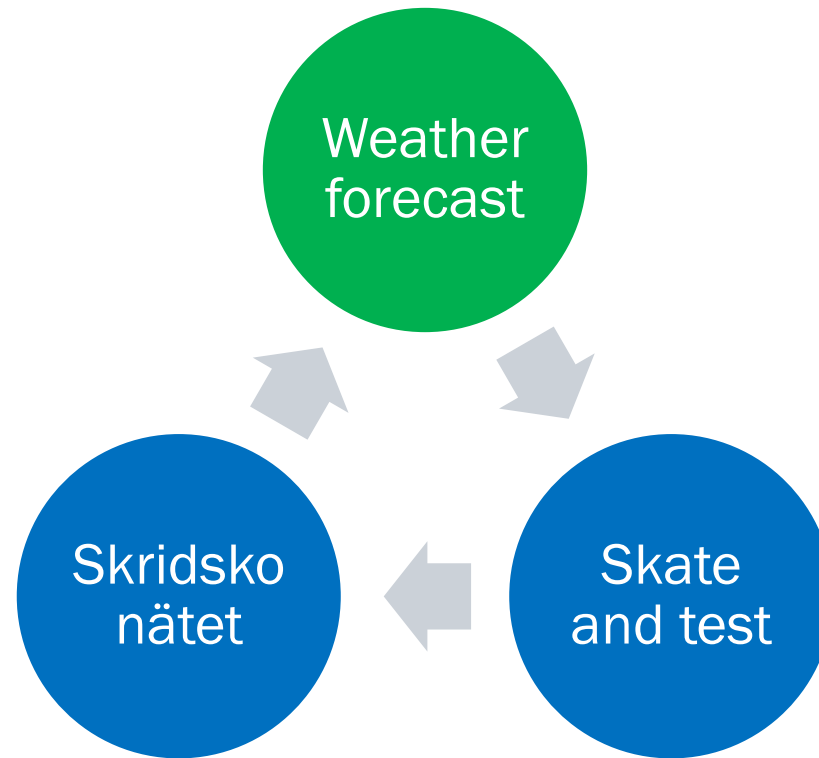 Weather
forecast
Skridsko
nätet
Skate
and test